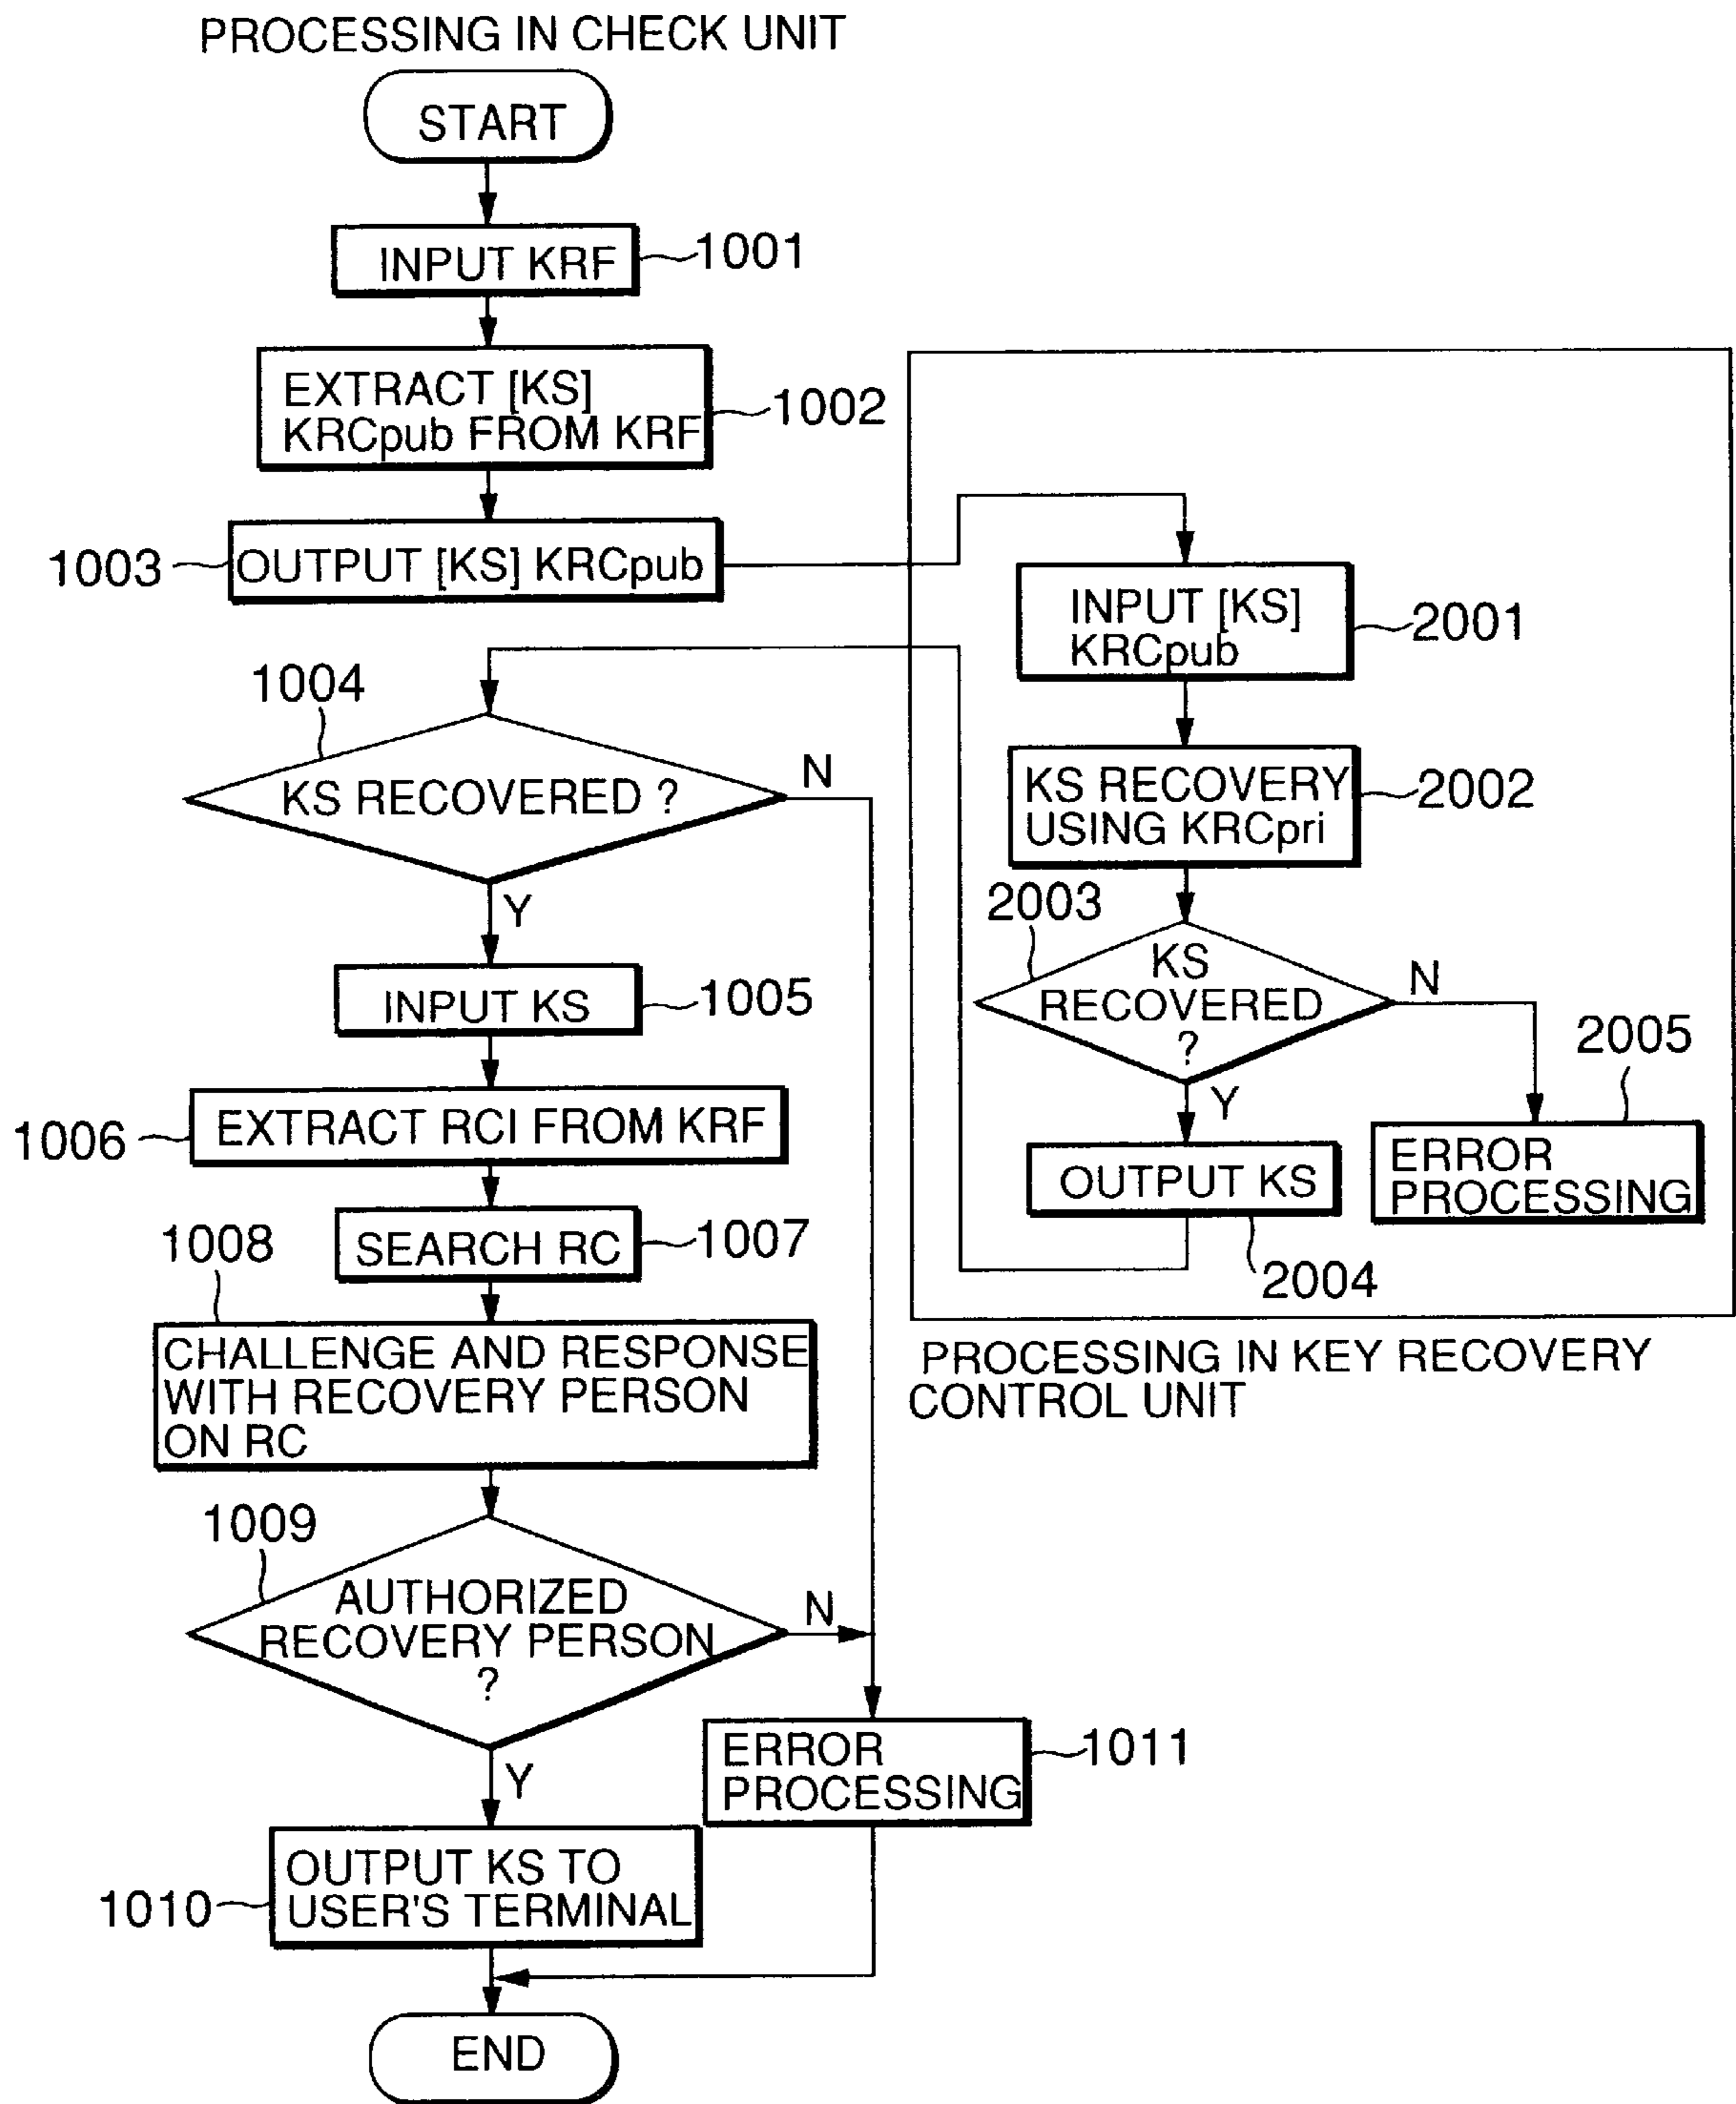 PROCESSING IN CHECK UNIT
START
INPUT KRF
1001
EXTRACT [KS]
KRCpub FROM KRF
1002
OUTPUT [KS] KRCpub
1003
1004
KS RECOVERED ?
N
Y
INPUT KS
1005
EXTRACT RCI FROM KRF
1006
SEARCH RC
1007
1008
CHALLENGE AND RESPONSE
WITH RECOVERY PERSON
ON RC
1009
AUTHORIZED
RECOVERY PERSON
?
N
Y
ERROR
PROCESSING
1011
OUTPUT KS TO
USER'S TERMINAL
1010
END
INPUT [KS]
KRCpub
2001
KS RECOVERY
USING KRCpri
2002
2003
KS
RECOVERED
?
N
Y
2005
ERROR
PROCESSING
OUTPUT KS
2004
PROCESSING IN KEY RECOVERY
CONTROL UNIT